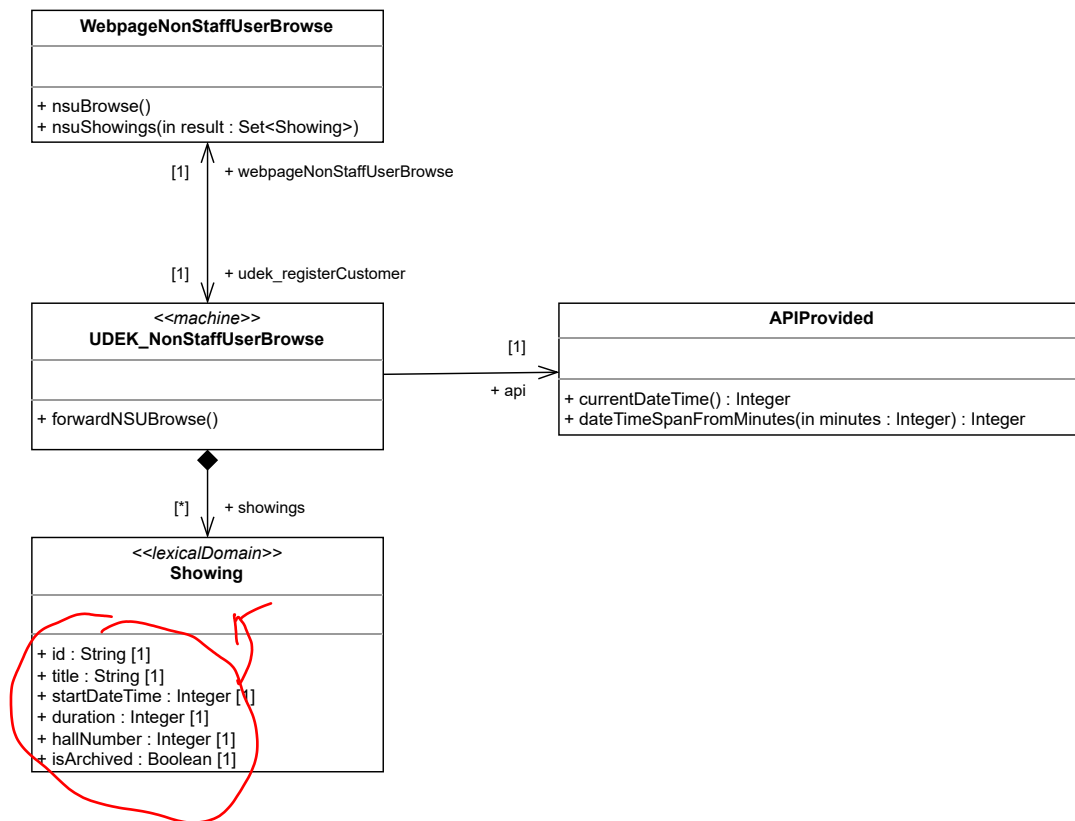 WebpageNonStaffUserBrowse
+ nsuBrowse()
+ nsuShowings(in result : Set<Showing>)
[1] + webpageNonStaffUserBrowse
[1] + udek_registerCustomer
<<machine>>
UDEK_NonStaffUserBrowse
+ forwardNSUBrowse()
[1]
+ api
APIProvided
+ currentDateTime() : Integer
+ dateTimeSpanFromMinutes(in minutes : Integer) : Integer
[*] + showings
<<lexicalDomain>>
Showing
+ id : String [1]
+ title : String [1]
+ startDateTime : Integer [1]
+ duration : Integer [1]
+ hallNumber : Integer [1]
+ isArchived : Boolean [1]